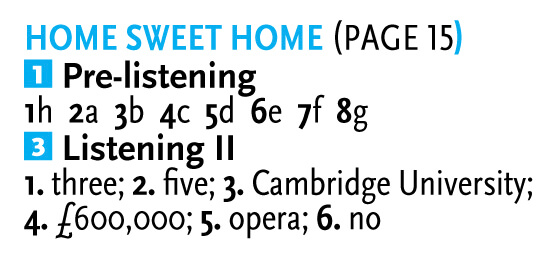 HOME SWEET HOME (PAGE 15)
1 Pre-listening
1h 2a 3b 4c 5d 6e 7f 8g
3 Listening II
1. three; 2. five; 3. Cambridge University;
4. £600,000; 5. opera; 6. no